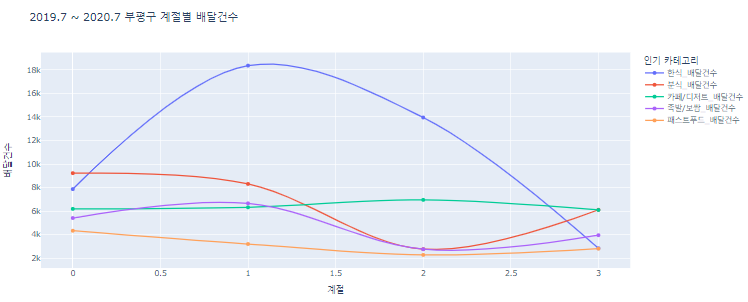 2019.7 ~ 2020.7 부평구 계절별 배달건수
인기 카테고리
한식_배달건수
분식_배달건수
카페/디저트_배달건수
족발/보쌈_배달건수
패스트푸드_배달건수
배달건수
18k
16k
14k
12k
10k
8k
6k
4k
2k
0
0.5
1
1.5
2
2.5
3
계절